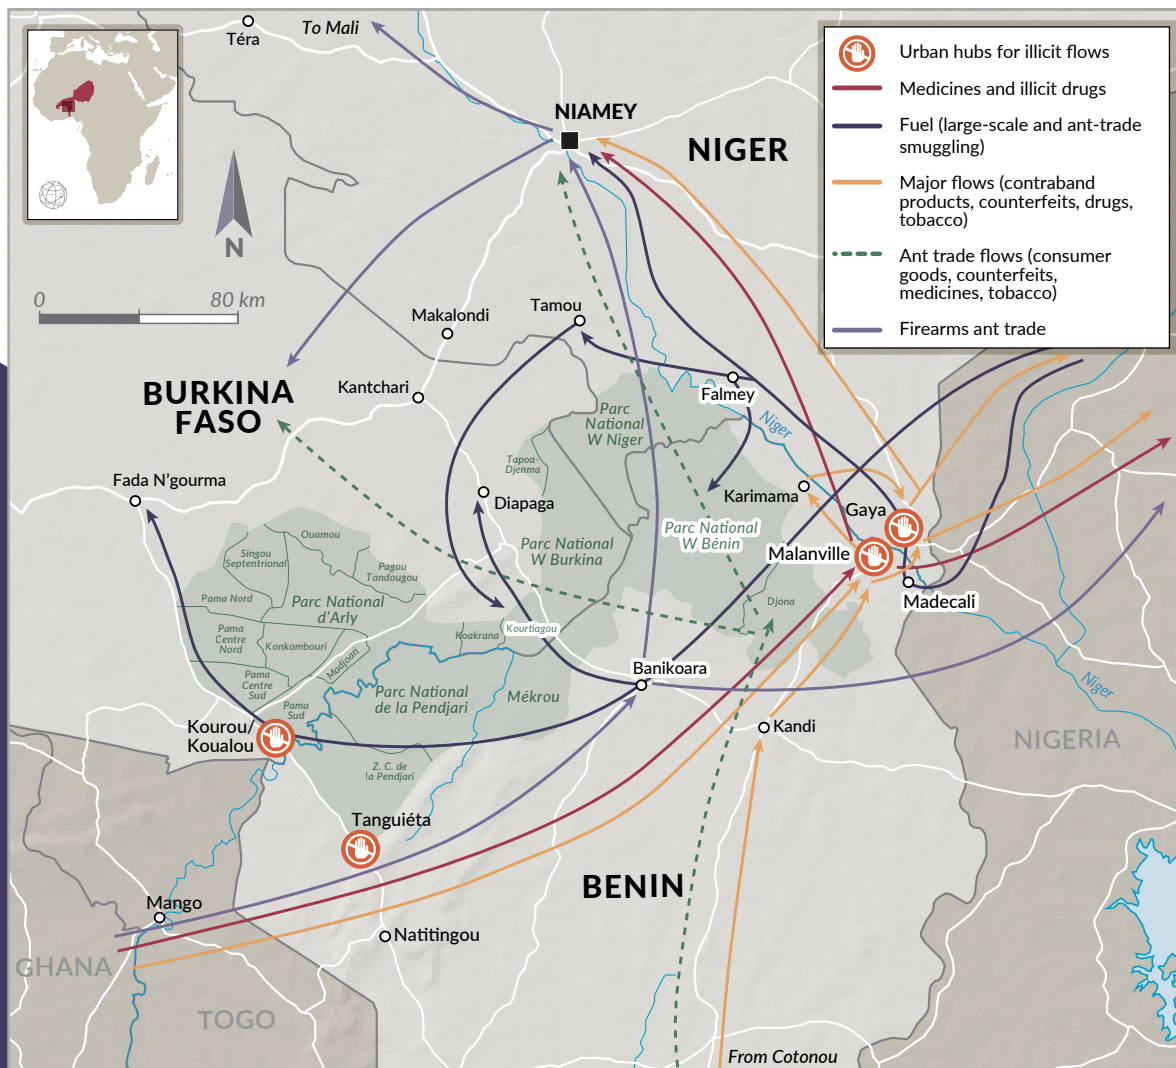 To Mali
Téra
NIAMEY
NIGER
Urban hubs for illicit flows
Medicines and illicit drugs
Fuel (large-scale and ant-trade
smuggling)
Major flows (contraband
products, counterfeits, drugs,
tobacco)
Ant trade flows (consumer
goods, counterfeits,
medicines, tobacco)
Firearms ant trade
N
0
80 km
Makalondi
Tamou
BURKINA
FASO
Kantchari
Falmey
Niger
Parc
National
W Niger
Tapoa-
Djenma
Fada N'gourma
Diapaga
Karimama
Gaya
Parc National
W Bénin
Malanville
Parc National
W Burkina
Madecali
Ouamou
Singou
Septentrional
Pagou
Tandougou
Pama Nord
Parc National
d'Arly
Pama
Centre
Nord
Konkombouri
Madjoari
Koakrana
Kourtiagou
Djona
Pama
Centre
Sud
Pama
Sud
Parc National
de la Pendjari
Mékrou
Banikoara
Niger
Kourou/
Koualou
Kandi
NIGERIA
Z. C. de
la Pendjari
Tanguiéta
BENIN
Mango
Natitingou
GHANA
TOGO
From Cotonou